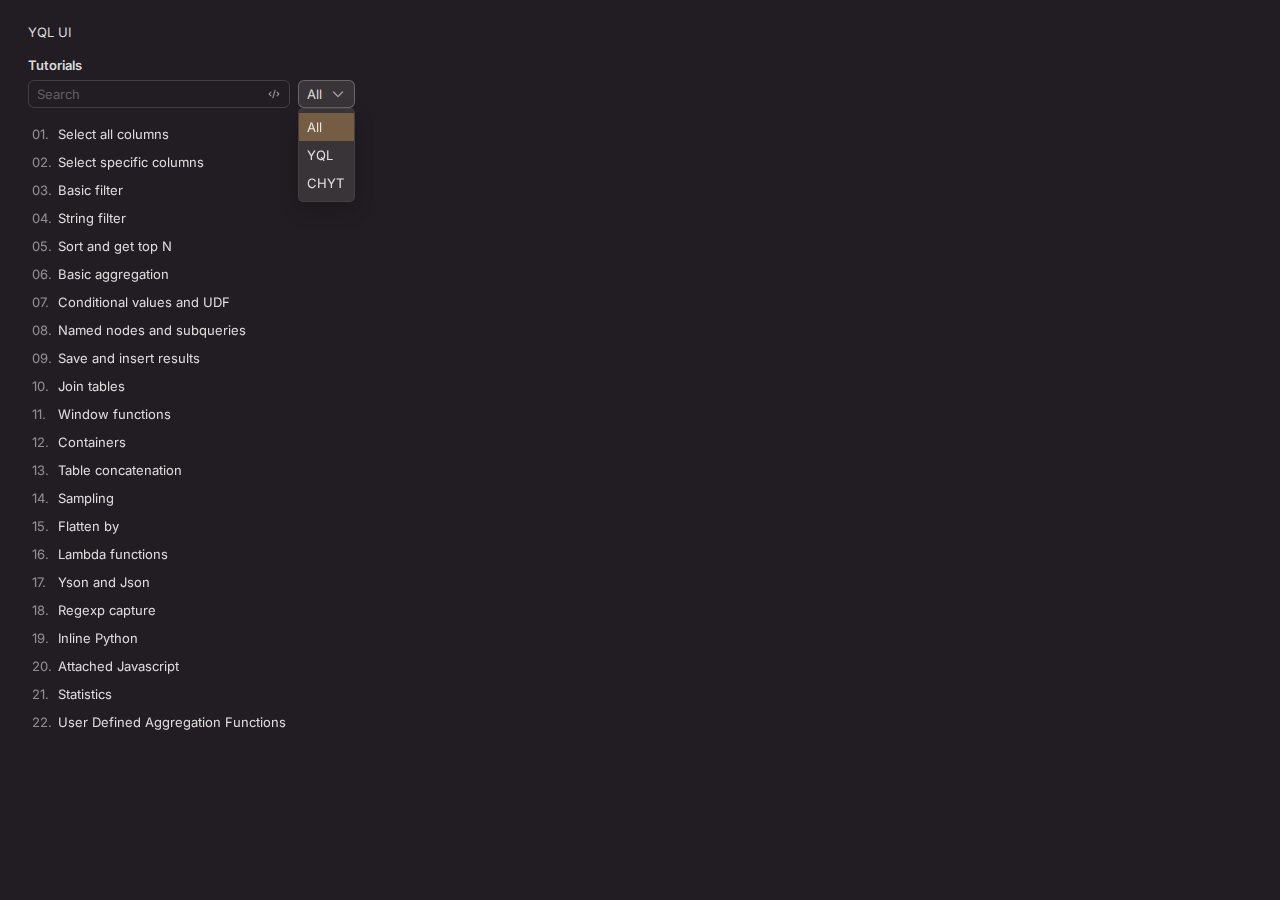 YQL UI
Tutorials
Search
All
All
YQL
CHYT
01. Select all columns
02. Select specific columns
03. Basic filter
04. String filter
05. Sort and get top N
06. Basic aggregation
07. Conditional values and UDF
08. Named nodes and subqueries
09. Save and insert results
10. Join tables
11. Window functions
12. Containers
13. Table concatenation
14. Sampling
15. Flatten by
16. Lambda functions
17. Yson and Json
18. Regexp capture
19. Inline Python
20. Attached Javascript
21. Statistics
22. User Defined Aggregation Functions